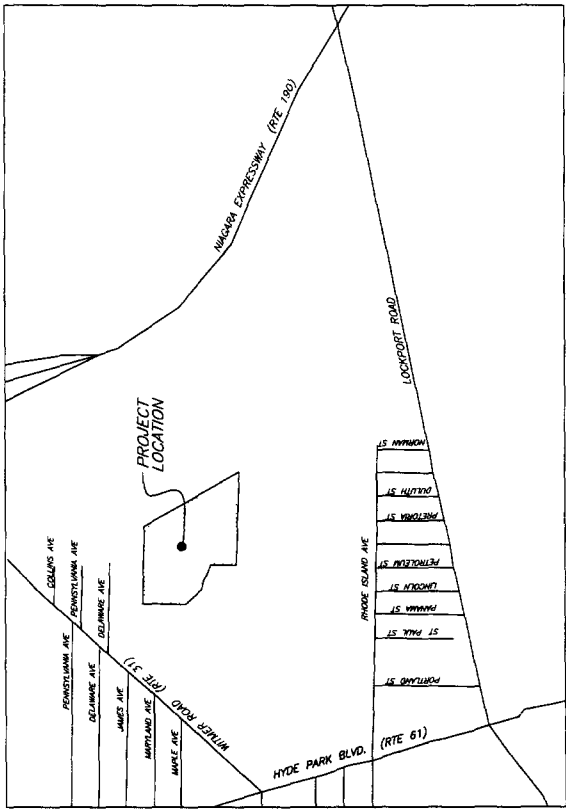 NIAGARA EXPRESSWAY (RTE 190)
PROJECT
LOCATION
LOCKPORT ROAD
COLLINS AVE
PENNSYLVANIA AVE
PENNSYLVANIA AVE
DELAWARE AVE
DELAWARE AVE
JAMES AVE
MARYLAND AVE
MAPLE AVE
WITMER ROAD
(RTE 31)
RHODE ISLAND AVE
NORMAN ST
DULUTH ST
PRETORIA ST
PETROLEUM ST
LINCOLN ST
PANAMA ST
ST PAUL ST
PORTLAND ST
HYDE PARK BLVD.
(RTE 61)